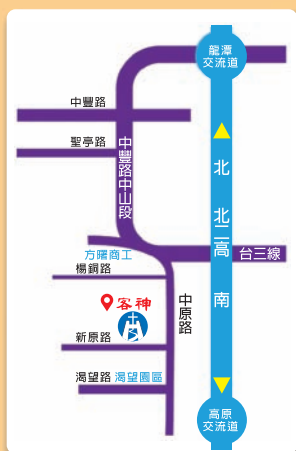 龍潭
交流道
中豐路
聖亭路
中豐路中山段
北
北二高
南
方曙商工
台三線
楊銅路
客神
中原路
新原路
渴望路 渴望園區
高原
交流道